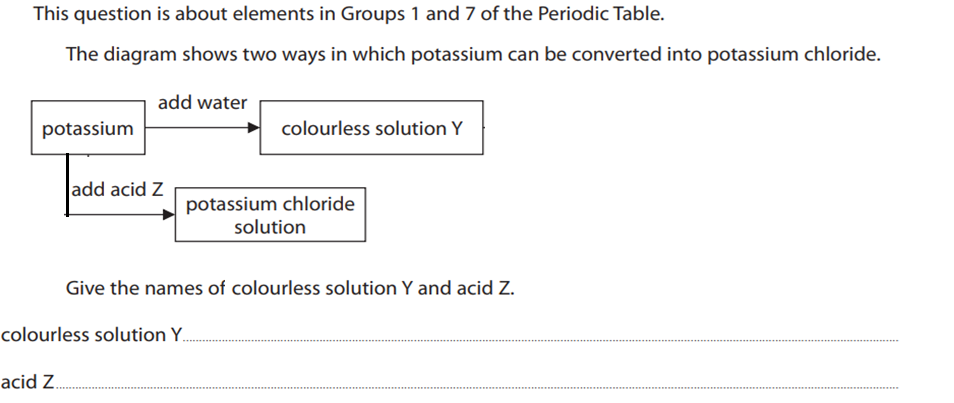 This question is about elements in Groups 1 and 7 of the Periodic Table.
The diagram shows two ways in which potassium can be converted into potassium chloride.
add water
potassium
colourless solution Y
add acid Z
potassium chloride
solution
Give the names of colourless solution Y and acid Z.
colourless solution Y
acid Z